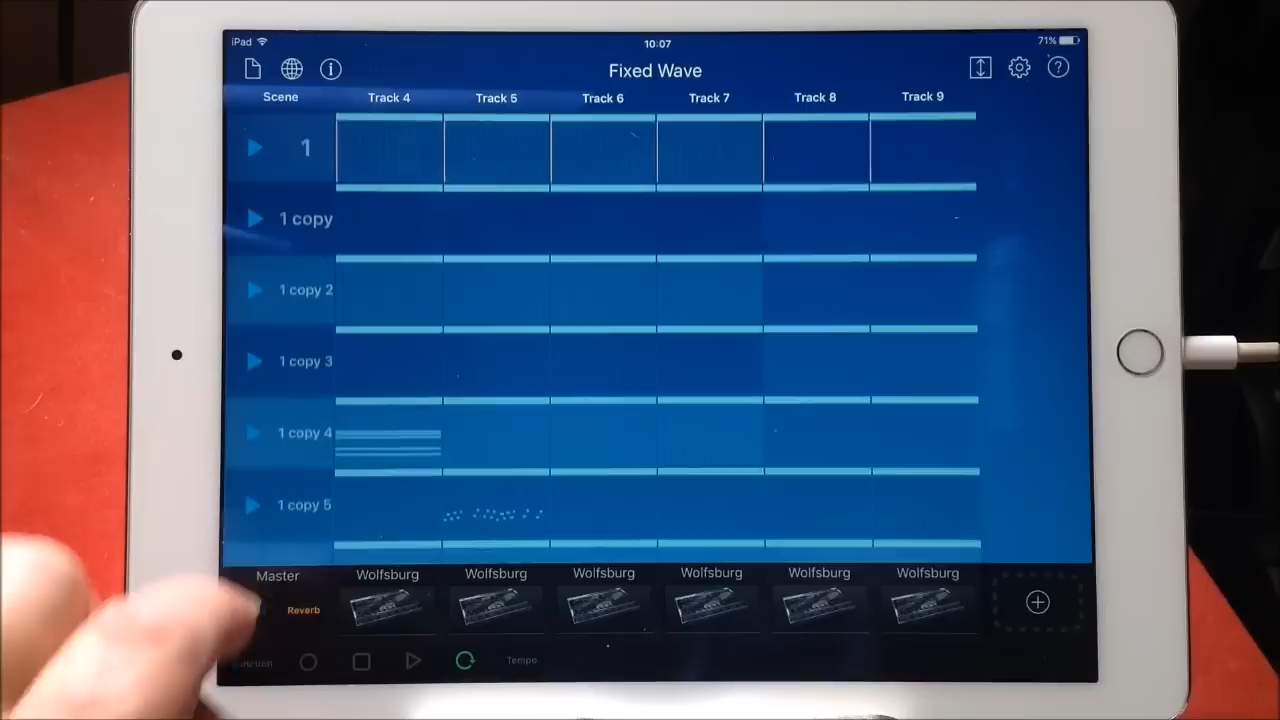 iPad 10:07 71%
Fixed Wave
Scene Track 4 Track 5 Track 6 Track 7 Track 8 Track 9
1
1 copy
1 copy 2
1 copy 3
1 copy 4
1 copy 5
Master Wolfsburg Wolfsburg Wolfsburg Wolfsburg Wolfsburg Wolfsburg
Reverb
Tempo